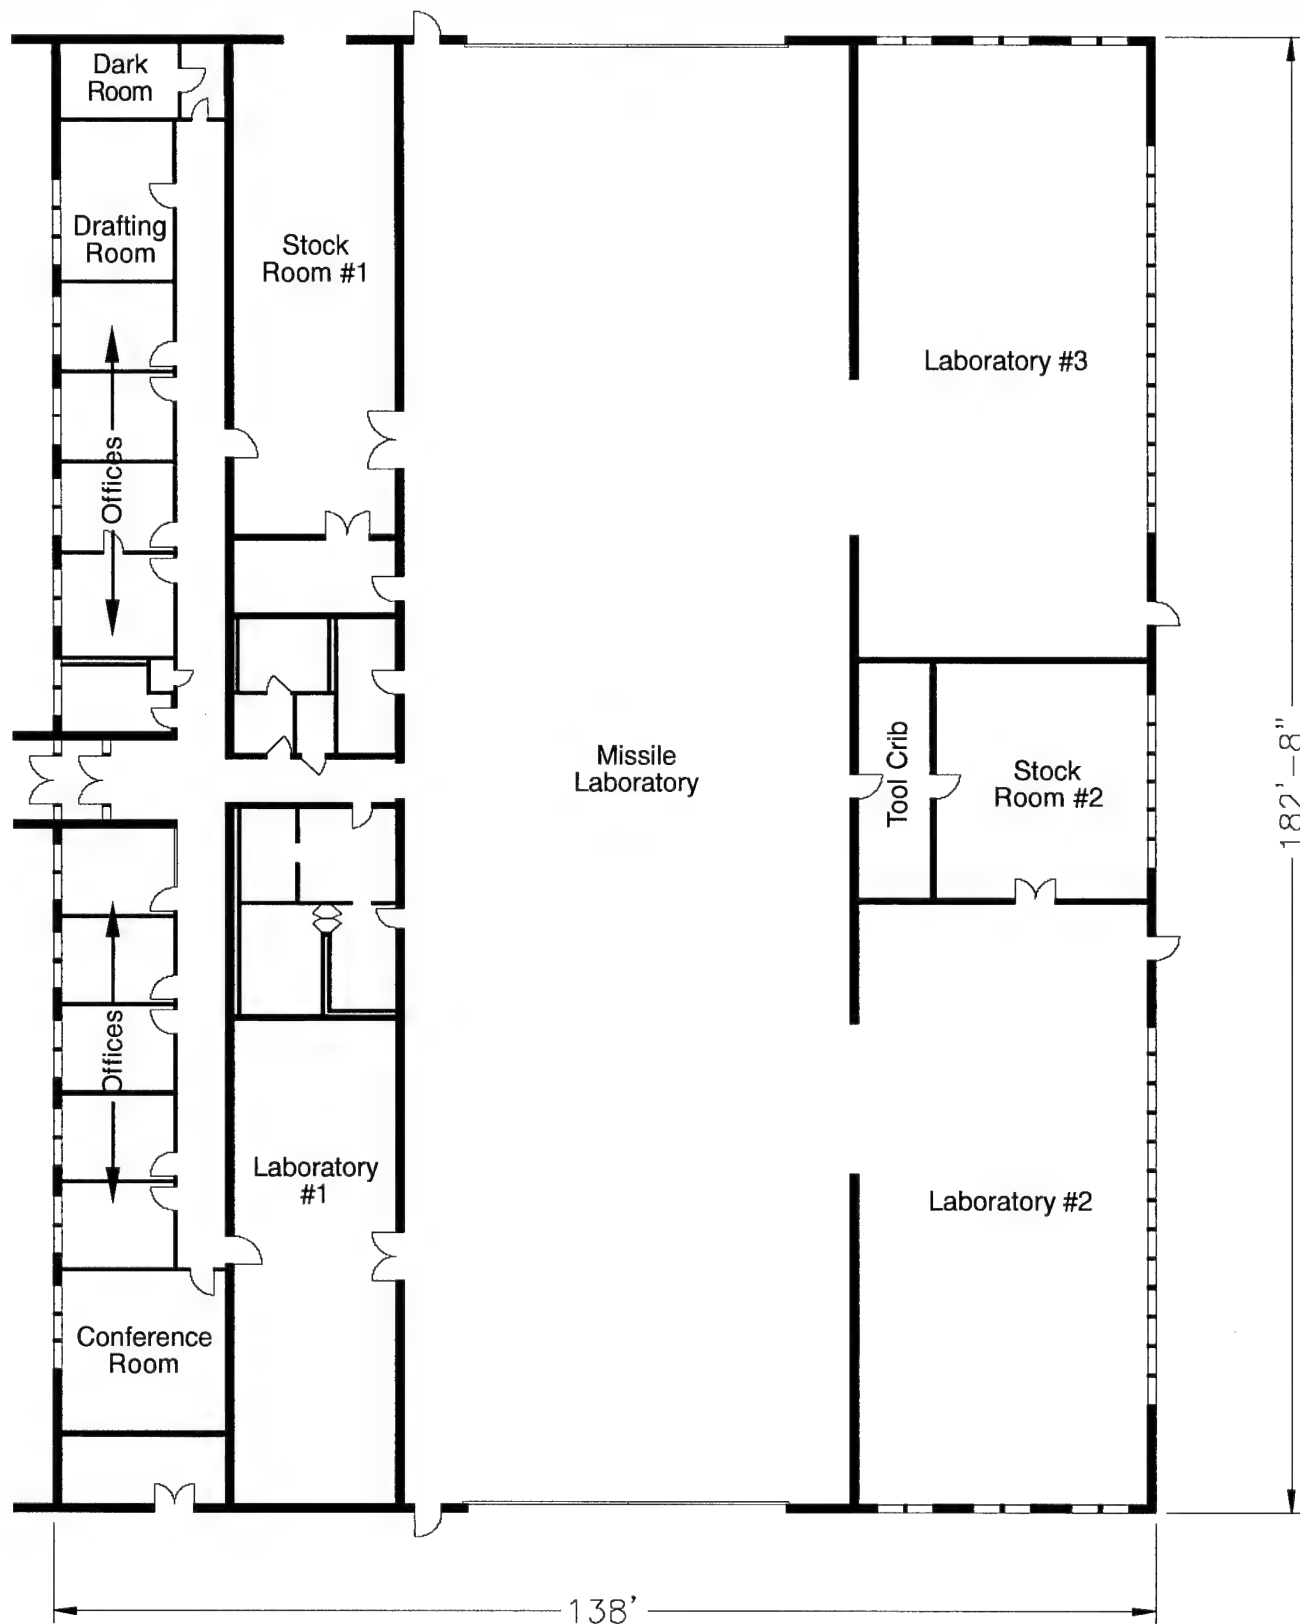 Dark
Room
Drafting
Room
Stock
Room #1
Laboratory #3
Offices
Missile
Laboratory
Tool Crib
Stock
Room #2
182'-8"
Offices
Laboratory
#1
Laboratory #2
Conference
Room
138'